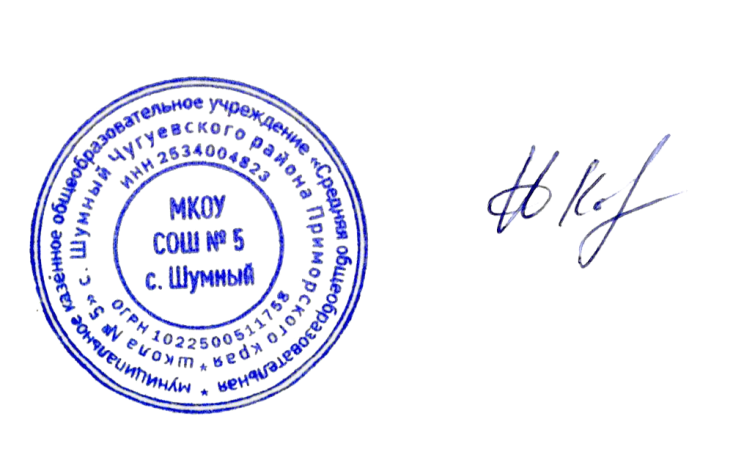 муниципальное казённое общеобразовательное учреждение «Средняя общеобразовательная *
школа № 5» с. Шумный Чугуевского района Приморского края *
ИНН 2534004823
МКОУ
СОШ № 5
с. Шумный
ОГРН 1022500511758